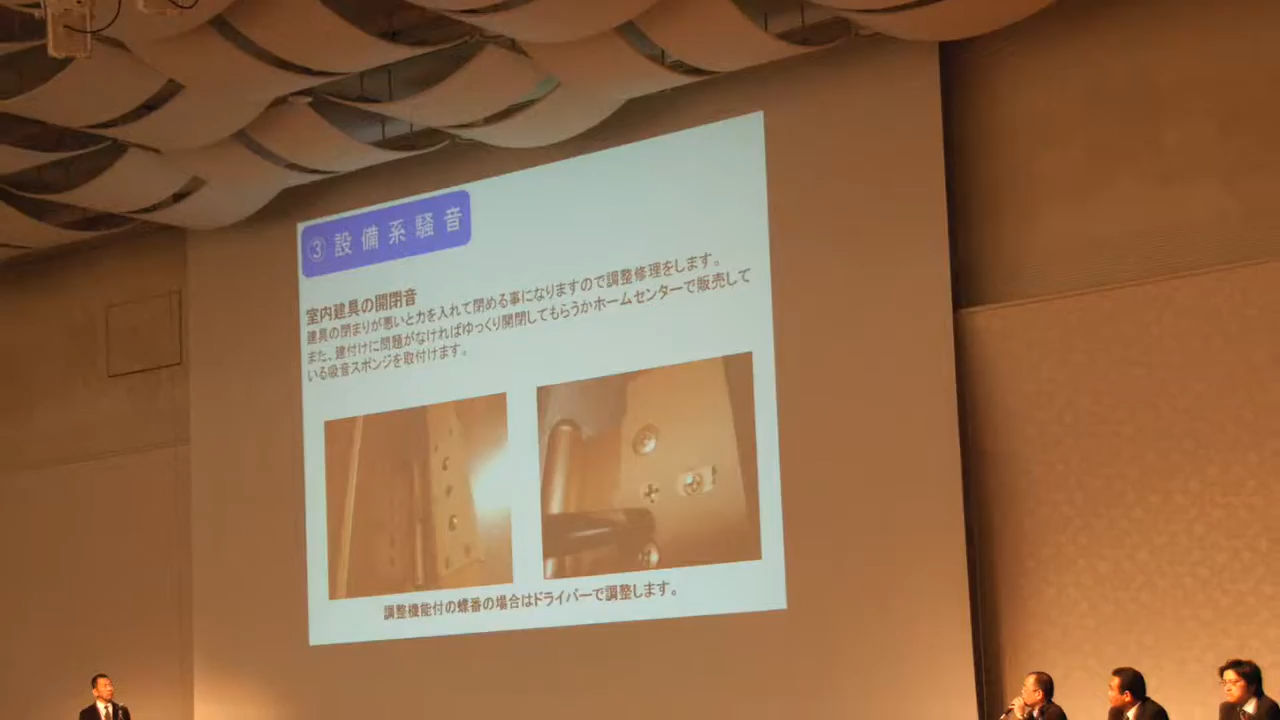 ③ 設備系騒音
室内建具の開閉音
建具の閉まりが悪いと力を入れて閉める事になりますので調整修理をします。
また、建付けに問題がなければゆっくり開閉してもらうかホームセンターで販売して
いる吸音スポンジを取付けます。
調整機能付の蝶番の場合はドライバーで調整します。